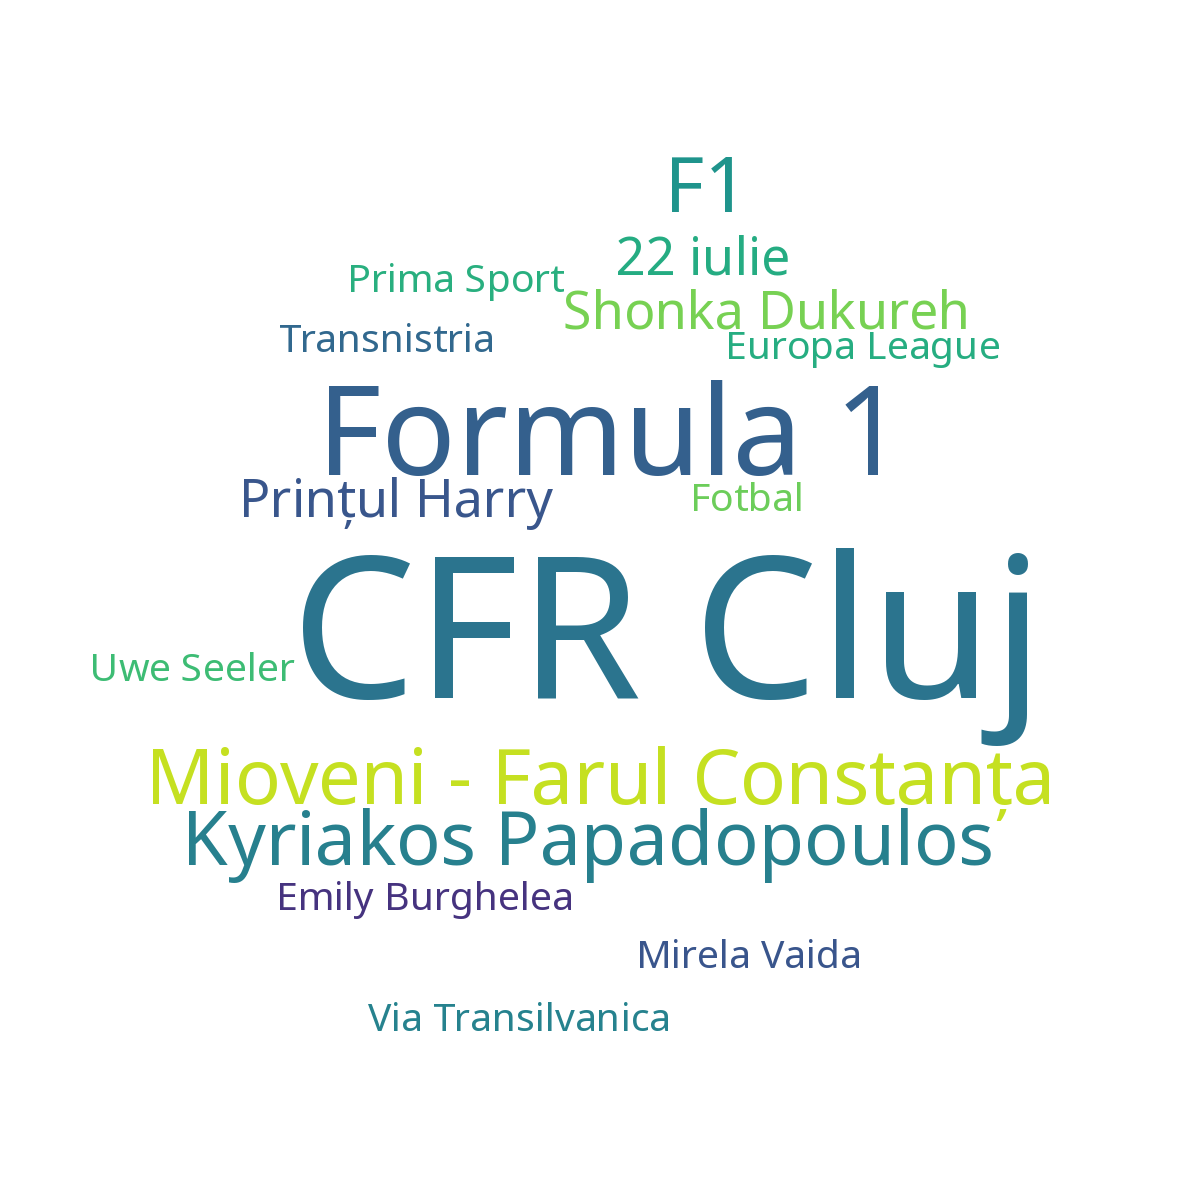 F1
22 iulie
Prima Sport
Shonka Dukureh
Transnistria
Europa League
Formula 1
Prințul Harry
Fotbal
CFR Cluj
Uwe Seeler
Mioveni - Farul Constanța
Kyriakos Papadopoulos
Emily Burghelea
Mirela Vaida
Via Transilvanica